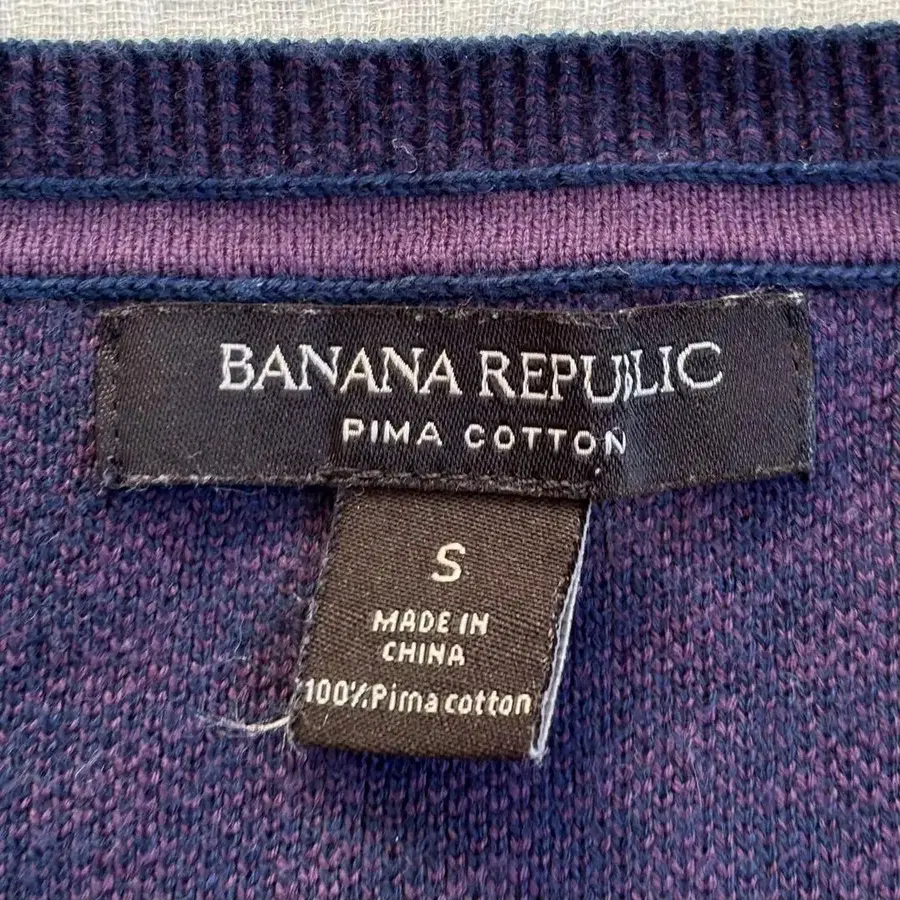 BANANA REPUBLIC
PIMA COTTON
S
MADE IN
CHINA
100%Pima cotton